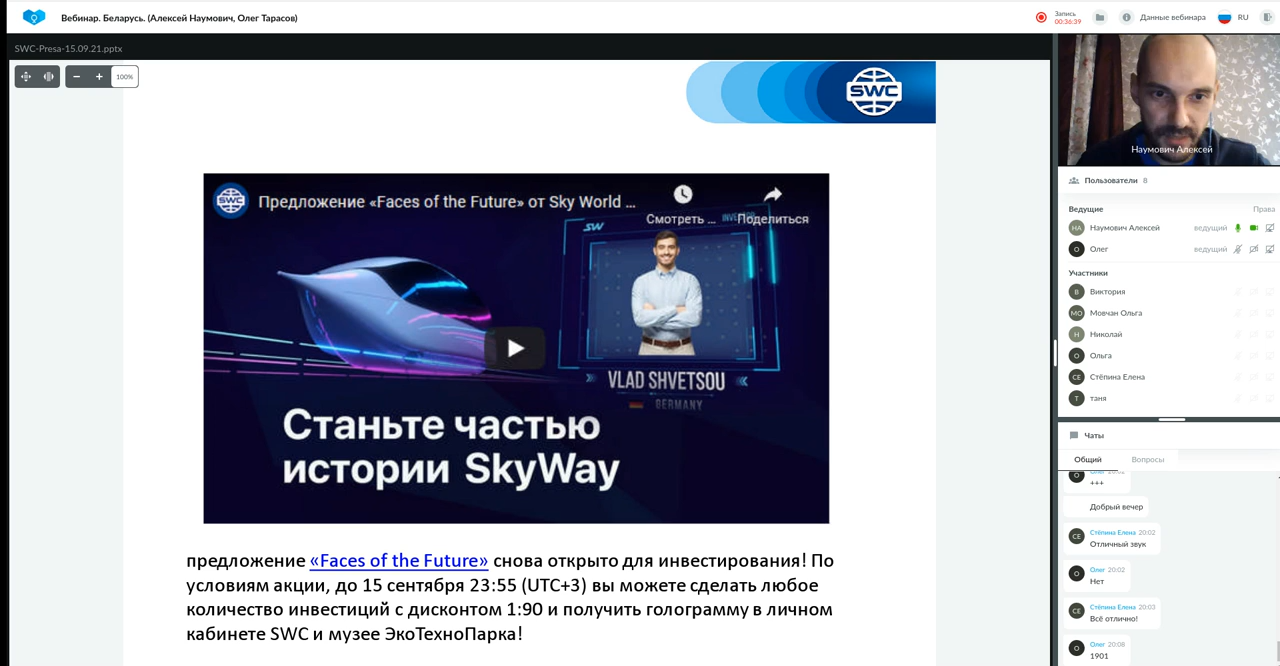 Вебинар. Беларусь. (Алексей Наумович, Олег Тарасов)
Запись
00:36:39
Данные вебинара
RU
SWC-Presa-15.09.21.pptx
100%
SWC
Наумович Алексей
SWC
Предложение «Faces of the Future» от Sky World ...
Смотреть ...
Поделиться
SW
VLAD SHVETSOU
GERMANY
Станьте частью
истории SkyWay
предложение «Faces of the Future» снова открыто для инвестирования! По
условиям акции, до 15 сентября 23:55 (UTC+3) вы можете сделать любое
количество инвестиций с дисконтом 1:90 и получить голограмму в личном
кабинете SWC и музее ЭкоТехноПарка!
Пользователи 8
Ведущие Права
НА Наумович Алексей ведущий
О Олег ведущий
Участники
В Виктория
МО Мовчан Ольга
Н Николай
О Ольга
СЕ Стёпина Елена
Т таня
Чаты
Общий Вопросы
О
+++
Добрый вечер
СЕ Стёпина Елена 20:02
Отличный звук
О Олег 20:02
Нет
СЕ Стёпина Елена 20:03
Всё отлично!
О Олег 20:08
1901